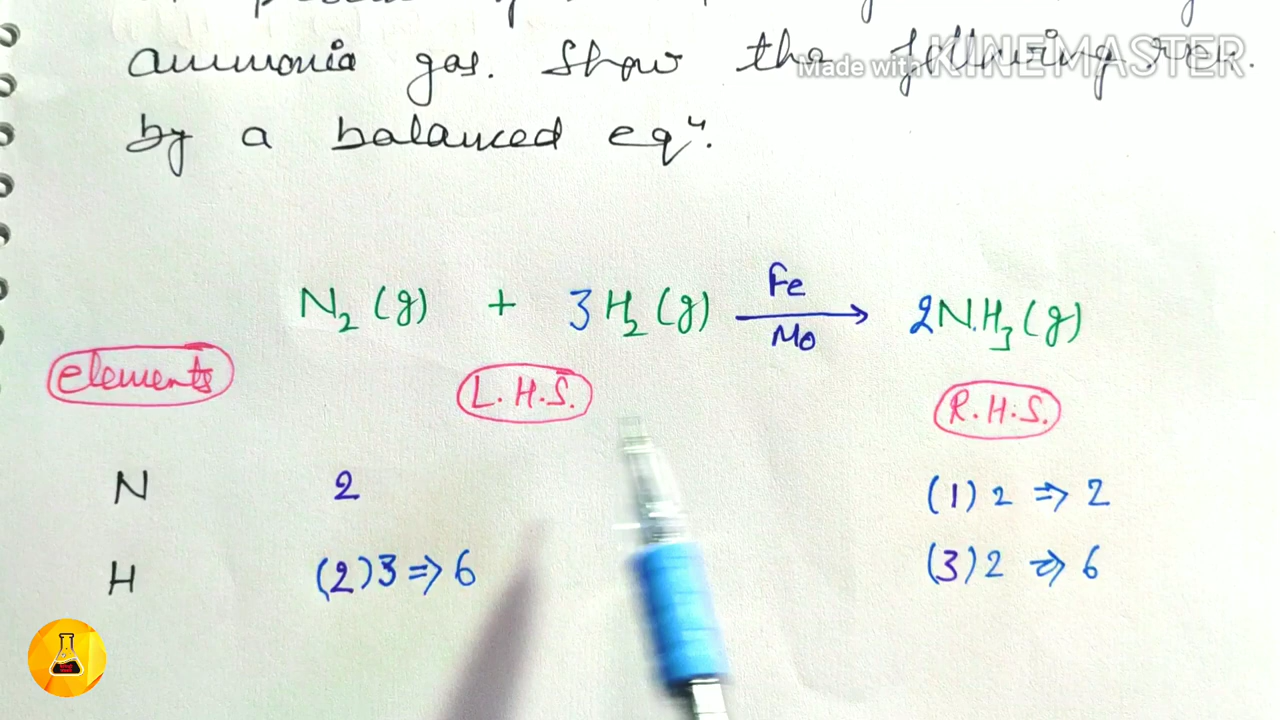 ammonia gas. Show the following rxn.
Made with KINEMASTER
by a balanced eqⁿ.
N₂ (g) + 3H₂ (g) Fe 2NH₃ (g)
Mo
elements L.H.S. R.H.S.
N 2 (1) 2 ⇒ 2
H (2)3 ⇒ 6 (3)2 ⇒ 6